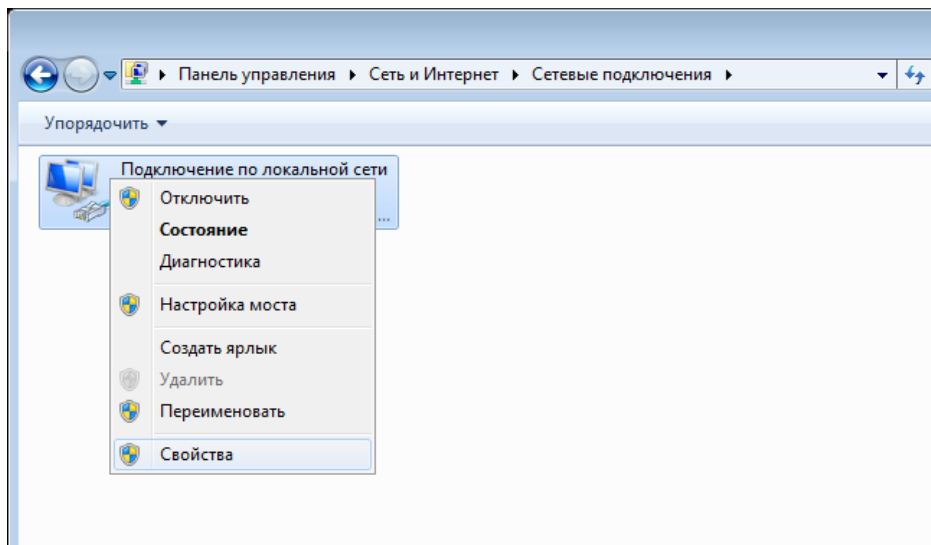 Панель управления ▸ Сеть и Интернет ▸ Сетевые подключения ▸
Упорядочить
Подключение по локальной сети
...
Отключить
Состояние
Диагностика
Настройка моста
Создать ярлык
Удалить
Переименовать
Свойства